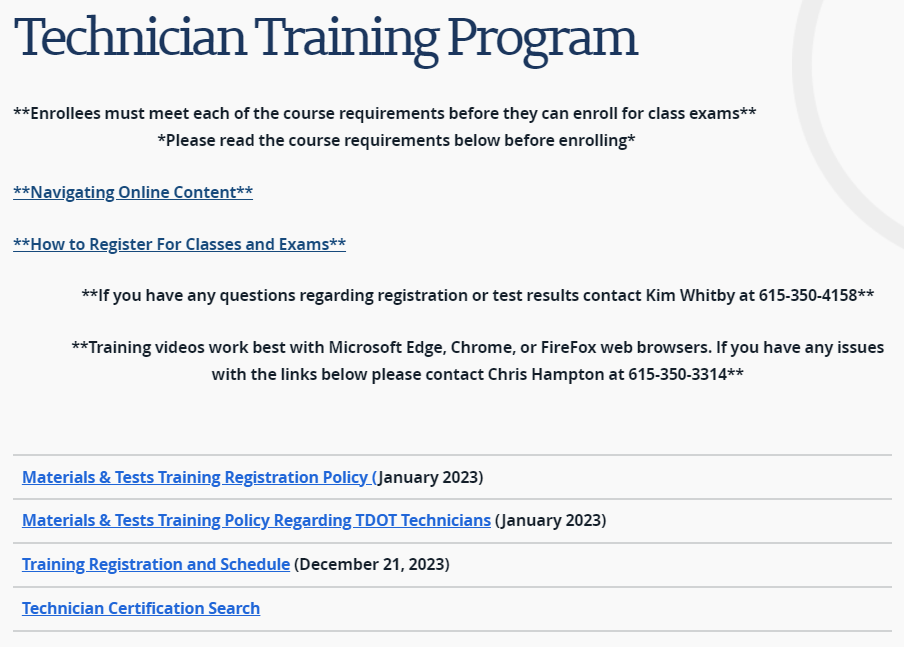 Technician Training Program
**Enrollees must meet each of the course requirements before they can enroll for class exams**
*Please read the course requirements below before enrolling*
**Navigating Online Content**
**How to Register For Classes and Exams**
**If you have any questions regarding registration or test results contact Kim Whitby at 615-350-4158**
**Training videos work best with Microsoft Edge, Chrome, or FireFox web browsers. If you have any issues
with the links below please contact Chris Hampton at 615-350-3314**
Materials & Tests Training Registration Policy (January 2023)
Materials & Tests Training Policy Regarding TDOT Technicians (January 2023)
Training Registration and Schedule (December 21, 2023)
Technician Certification Search